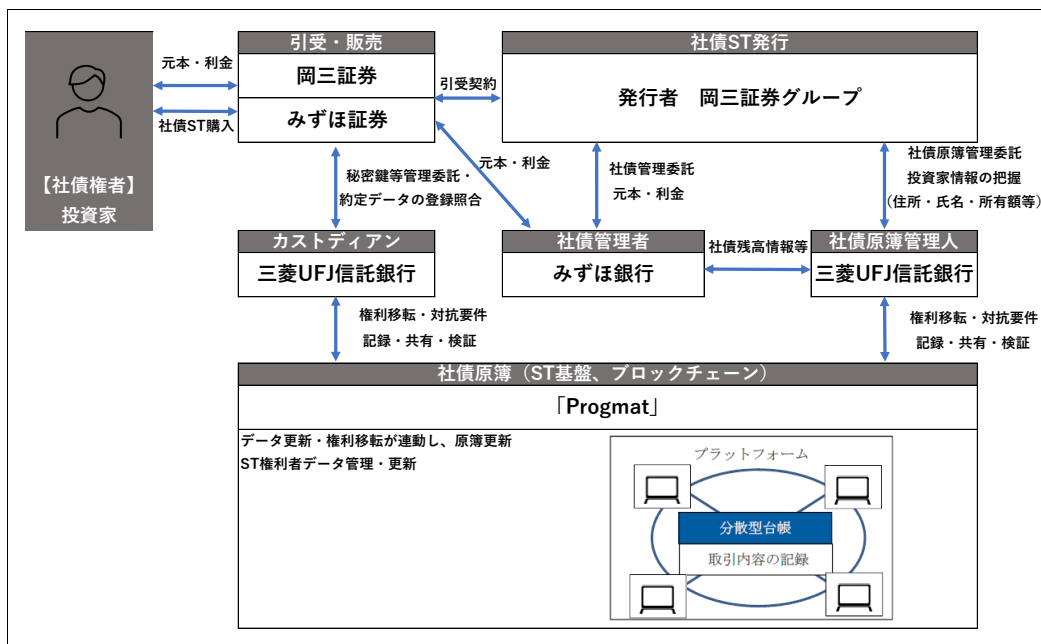 引受・販売
社債ST発行
岡三証券
みずほ証券
発行者　岡三証券グループ
元本・利金
社債ST購入
引受契約
【社債権者】
投資家
秘密鍵等管理委託・
約定データの登録照合
元本・利金
社債管理委託
元本・利金
社債原簿管理委託
投資家情報の把握
（住所・氏名・所有額等）
カストディアン
三菱UFJ信託銀行
社債管理者
みずほ銀行
社債残高情報等
社債原簿管理人
三菱UFJ信託銀行
権利移転・対抗要件
記録・共有・検証
権利移転・対抗要件
記録・共有・検証
社債原簿（ST基盤、ブロックチェーン）
「Progmat」
データ更新・権利移転が連動し、原簿更新
ST権利者データ管理・更新
プラットフォーム
分散型台帳
取引内容の記録